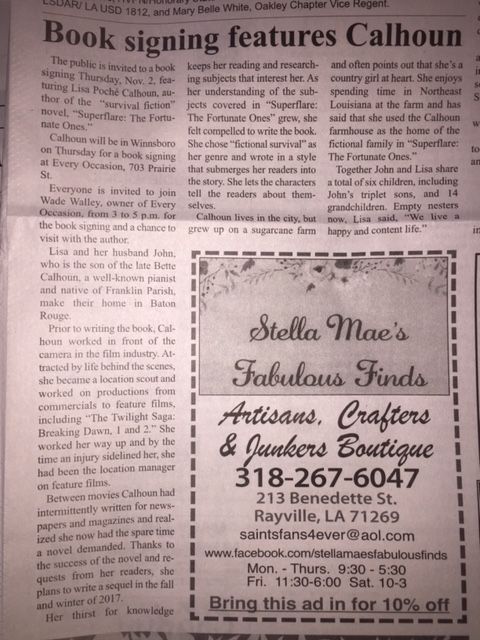 LSDAR/ LA USD 1812, and Mary Belle White, Oakley Chapter Vice Regent.
Book signing features Calhoun
The public is invited to a book
signing Thursday, Nov. 2, fea-
turing Lisa Poché Calhoun, au-
thor of the "survival fiction"
novel, "Superflare: The Fortu-
nate Ones."
Calhoun will be in Winnsboro
on Thursday for a book signing
at Every Occasion, 703 Prairie
St.
Everyone is invited to join
Wade Walley, owner of Every
Occasion, from 3 to 5 p.m. for
the book signing and a chance to
visit with the author.
Lisa and her husband John,
who is the son of the late Bette
Calhoun, a well-known pianist
and native of Franklin Parish,
make their home in Baton
Rouge.
Prior to writing the book, Cal-
houn worked in front of the
camera in the film industry. At-
tracted by life behind the scenes,
she became a location scout and
worked on productions from
commercials to feature films,
including "The Twilight Saga:
Breaking Dawn, 1 and 2." She
worked her way up and by the
time an injury sidelined her, she
had been the location manager
on feature films.
Between movies Calhoun had
intermittently written for news-
papers and magazines and real-
ized she now had the spare time
a novel demanded. Thanks to
the success of the novel and re-
quests from her readers, she
plans to write a sequel in the fall
and winter of 2017.
Her thirst for knowledge
keeps her reading and research-
ing subjects that interest her. As
her understanding of the sub-
jects covered in "Superflare:
The Fortunate Ones" grew, she
felt compelled to write the book.
She chose "fictional survival" as
her genre and wrote in a style
that submerges her readers into
the story. She lets the characters
tell the readers about them-
selves.
Calhoun lives in the city, but
grew up on a sugarcane farm
and often points out that she's a
country girl at heart. She enjoys
spending time in Northeast
Louisiana at the farm and has
said that she used the Calhoun
farmhouse as the home of the
fictional family in "Superflare:
The Fortunate Ones."
Together John and Lisa share
a total of six children, including
John's triplet sons, and 14
grandchildren. Empty nesters
now, Lisa said, "We live a
happy and content life."
Stella Mae's
Fabulous Finds
Artisans, Crafters
& Junkers Boutique
318-267-6047
213 Benedette St.
Rayville, LA 71269
saintsfans4ever@aol.com
www.facebook.com/stellamaesfabulousfinds
Mon. - Thurs. 9:30 - 5:30
Fri. 11:30-6:00 Sat. 10-3
Bring this ad in for 10% off